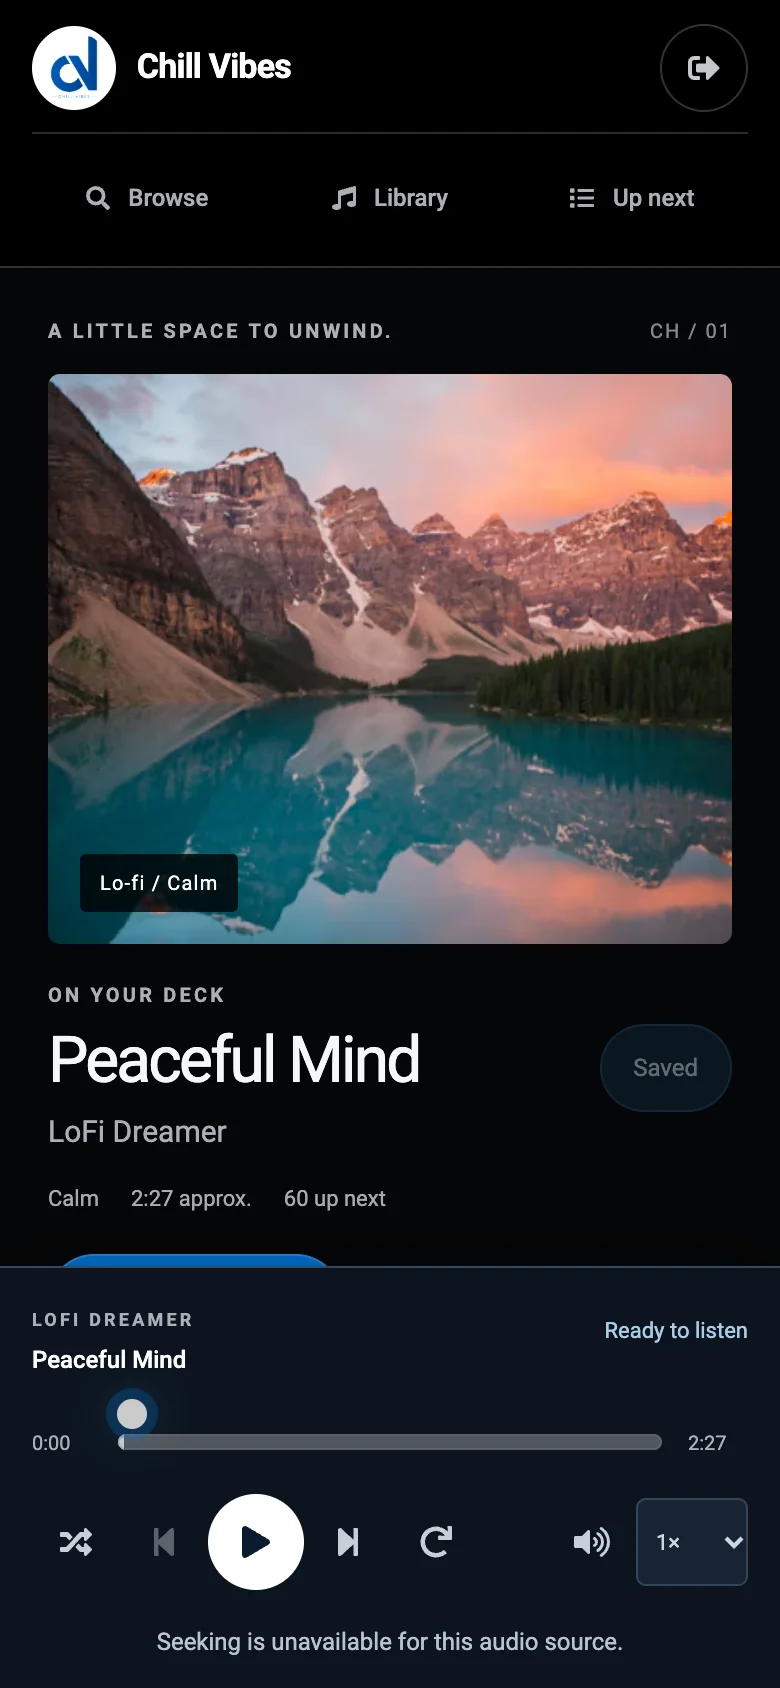 Chill Vibes
Browse
Library
Up next
A LITTLE SPACE TO UNWIND.
CH / 01
Lo-fi / Calm
ON YOUR DECK
Peaceful Mind
Saved
LoFi Dreamer
Calm
2:27 approx.
60 up next
LOFI DREAMER
Peaceful Mind
Ready to listen
0:00
2:27
1×
Seeking is unavailable for this audio source.